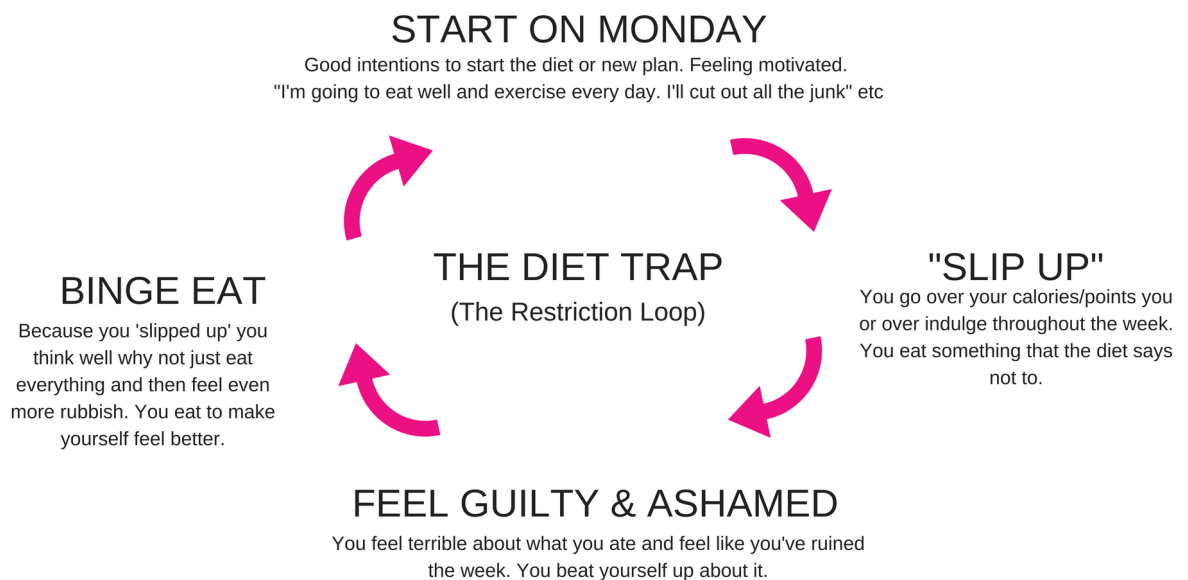 START ON MONDAY
Good intentions to start the diet or new plan. Feeling motivated.
"I'm going to eat well and exercise every day. I'll cut out all the junk" etc
THE DIET TRAP
(The Restriction Loop)
"SLIP UP"
You go over your calories/points you
or over indulge throughout the week.
You eat something that the diet says
not to.
FEEL GUILTY & ASHAMED
You feel terrible about what you ate and feel like you've ruined
the week. You beat yourself up about it.
BINGE EAT
Because you 'slipped up' you
think well why not just eat
everything and then feel even
more rubbish. You eat to make
yourself feel better.